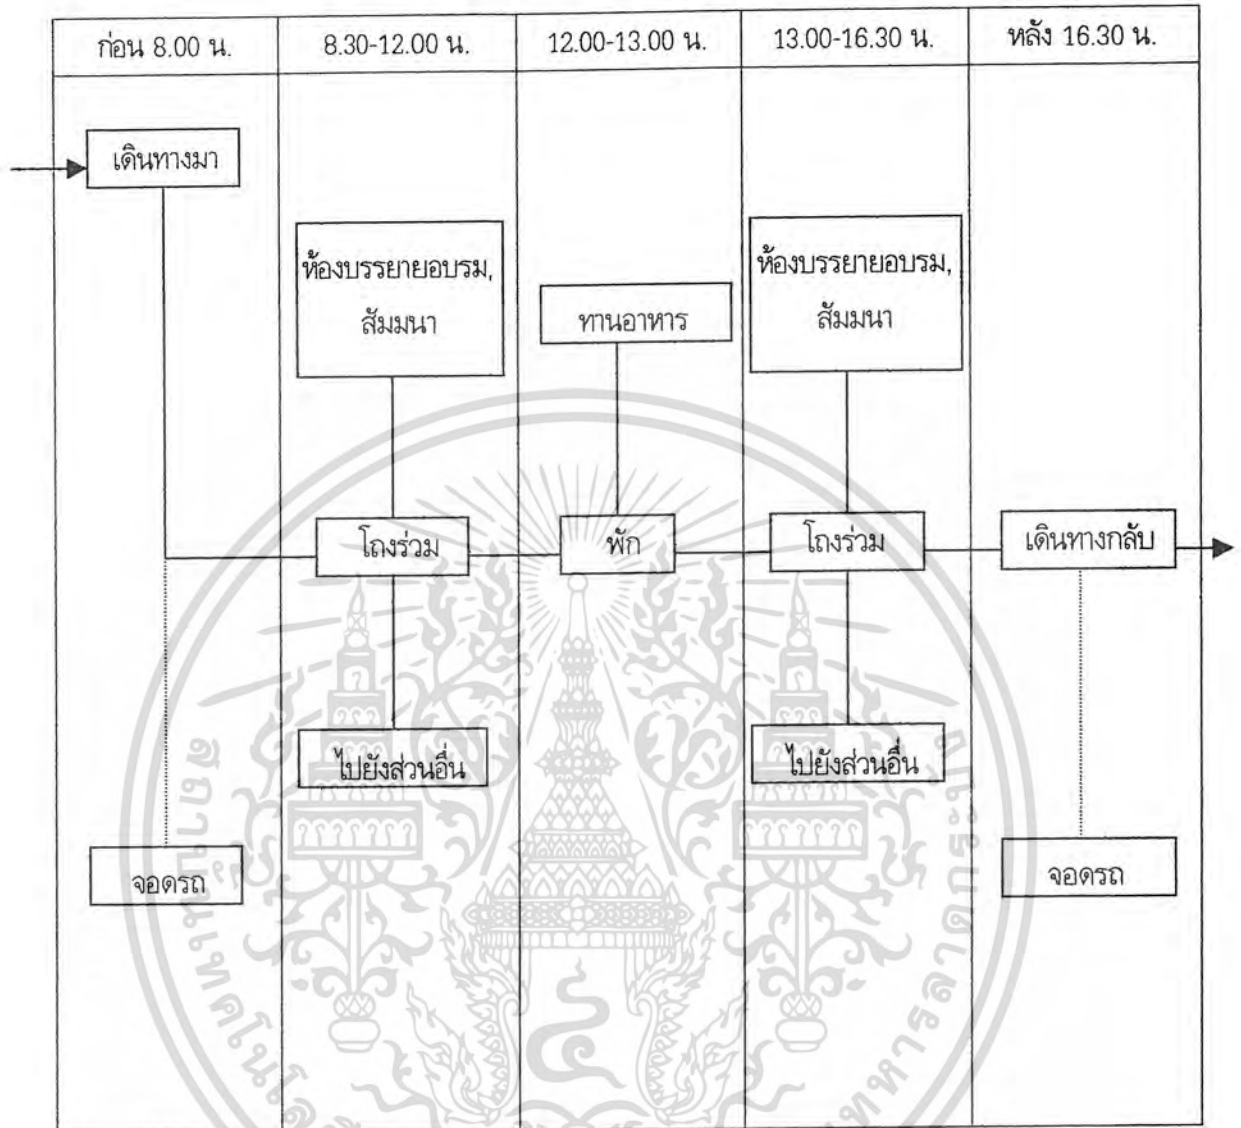 ก่อน 8.00 น.
8.30-12.00 น.
12.00-13.00 น.
13.00-16.30 น.
หลัง 16.30 น.
เดินทางมา
ห้องบรรยายอบรม,
สัมมนา
ทานอาหาร
ห้องบรรยายอบรม,
สัมมนา
โถงร่วม
พัก
โถงร่วม
เดินทางกลับ
ไปยังส่วนอื่น
ไปยังส่วนอื่น
จอดรถ
จอดรถ